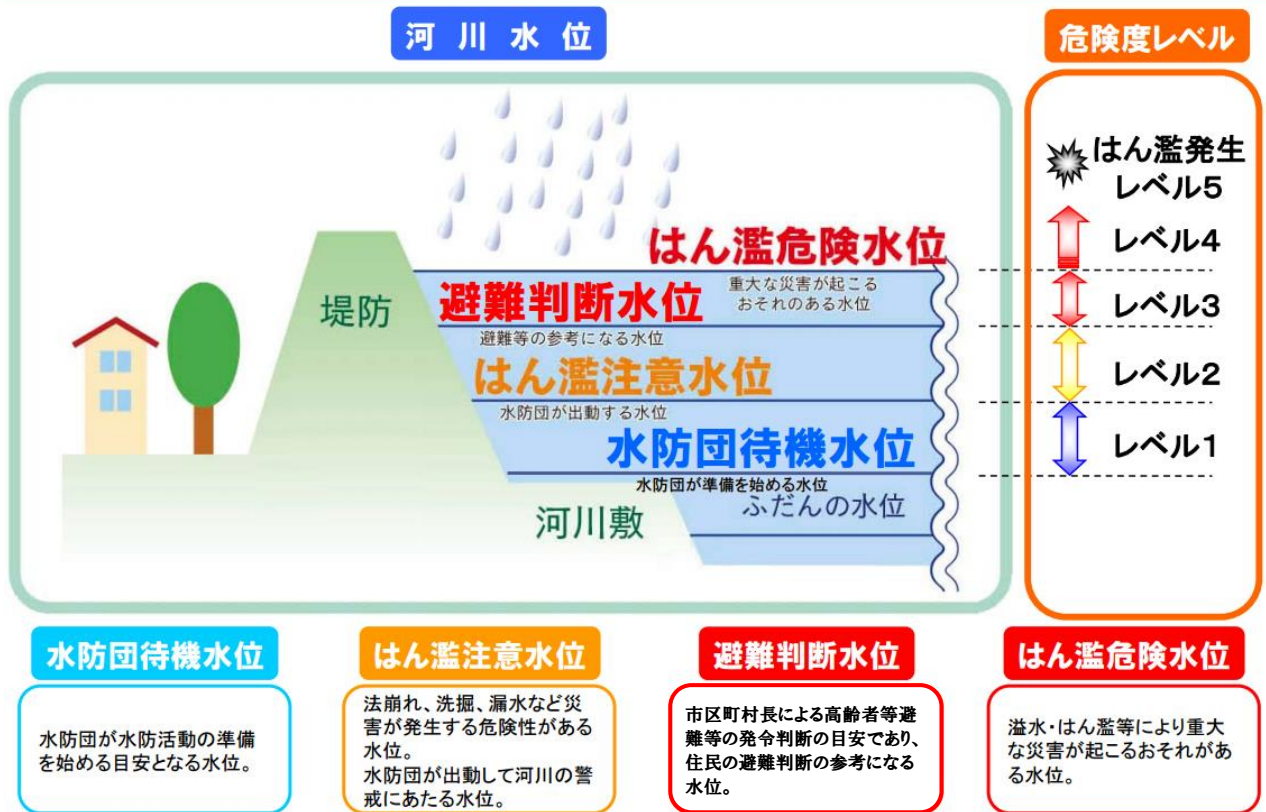 河川水位
危険度レベル
はん濫発生
レベル5
レベル4
レベル3
レベル2
レベル1
はん濫危険水位
重大な災害が起こる
おそれのある水位
堤防
避難判断水位
避難等の参考になる水位
はん濫注意水位
水防団が出動する水位
水防団待機水位
水防団が準備を始める水位
ふだんの水位
河川敷
水防団待機水位
水防団が水防活動の準備
を始める目安となる水位。
はん濫注意水位
法崩れ、洗掘、漏水など災
害が発生する危険性がある
水位。
水防団が出動して河川の警
戒にあたる水位。
避難判断水位
市区町村長による高齢者等避
難等の発令判断の目安であり、
住民の避難判断の参考になる
水位。
はん濫危険水位
溢水・はん濫等により重大
な災害が起こるおそれがあ
る水位。